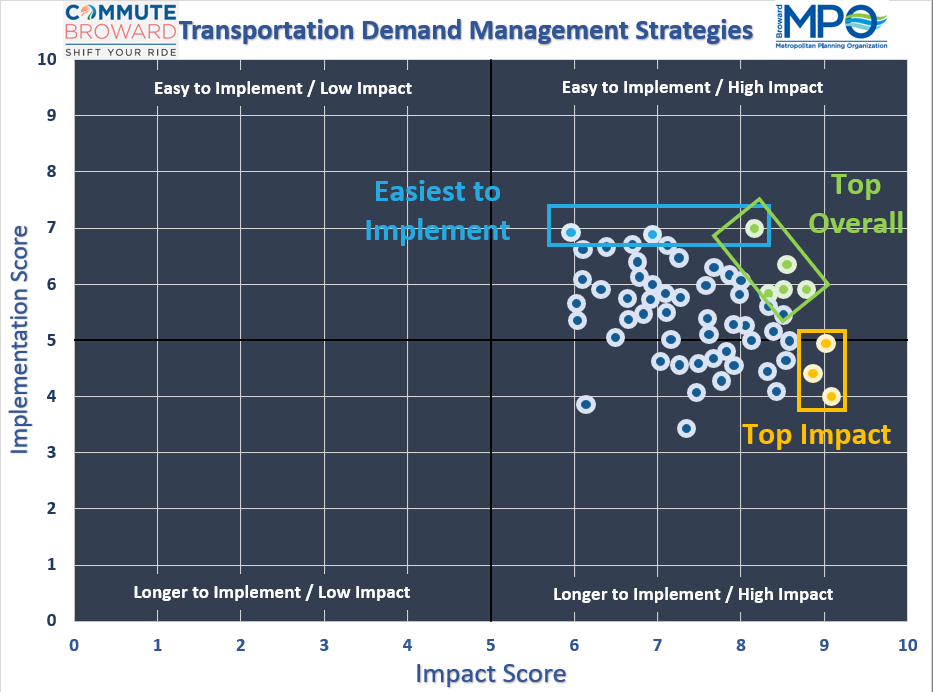 COMMUTE
BROWARD
SHIFT YOUR RIDE
Transportation Demand Management Strategies
Broward
MPO
Metropolitan Planning Organization
10
Easy to Implement / Low Impact
Easy to Implement / High Impact
9
8
Easiest to
Implement
Top
Overall
7
6
5
4
Top Impact
3
2
1
Longer to Implement / Low Impact
Longer to Implement / High Impact
0
Implementation Score
0 1 2 3 4 5 6 7 8 9 10
Impact Score